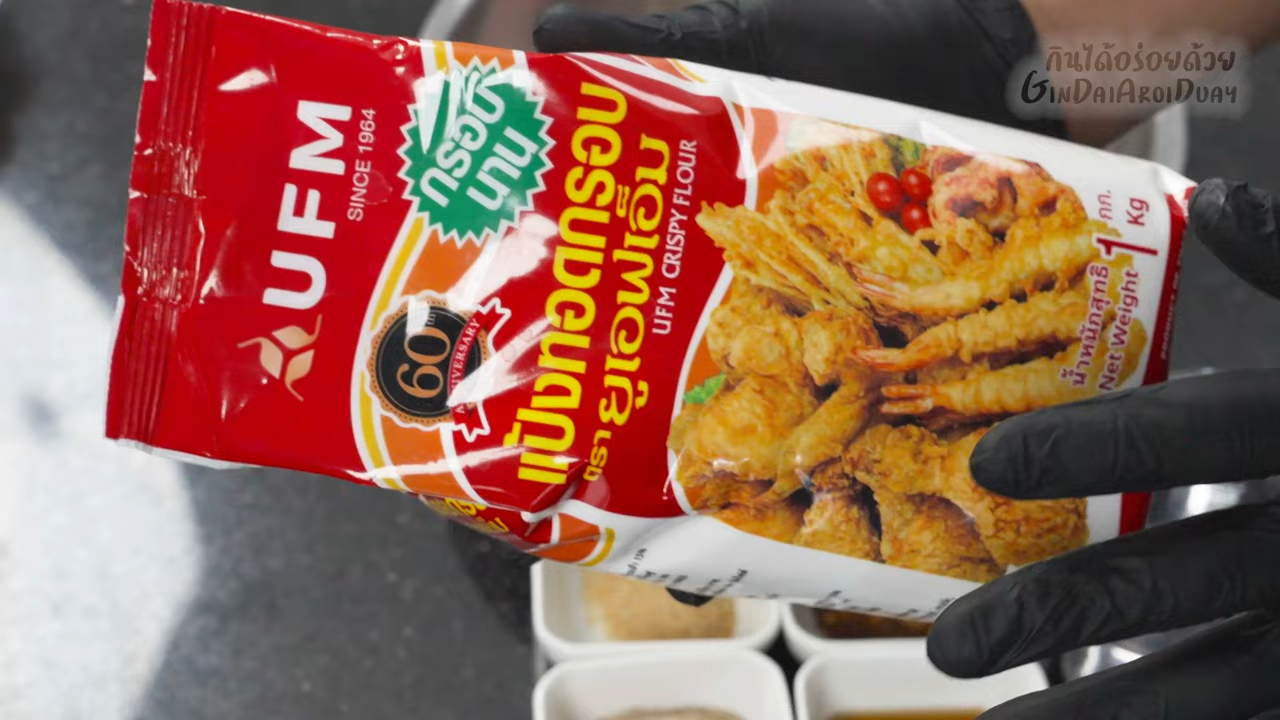 กินได้อร่อยด้วย
GinDaiAroiDuay
UFM
SINCE 1964
กรอบ
นาน
60th
ANNIVERSARY
แป้งทอดกรอบ
ตรา ยูเอฟเอ็ม
UFM CRISPY FLOUR
น้ำหนักสุทธิ 1 กก.
Net Weight 1 Kg